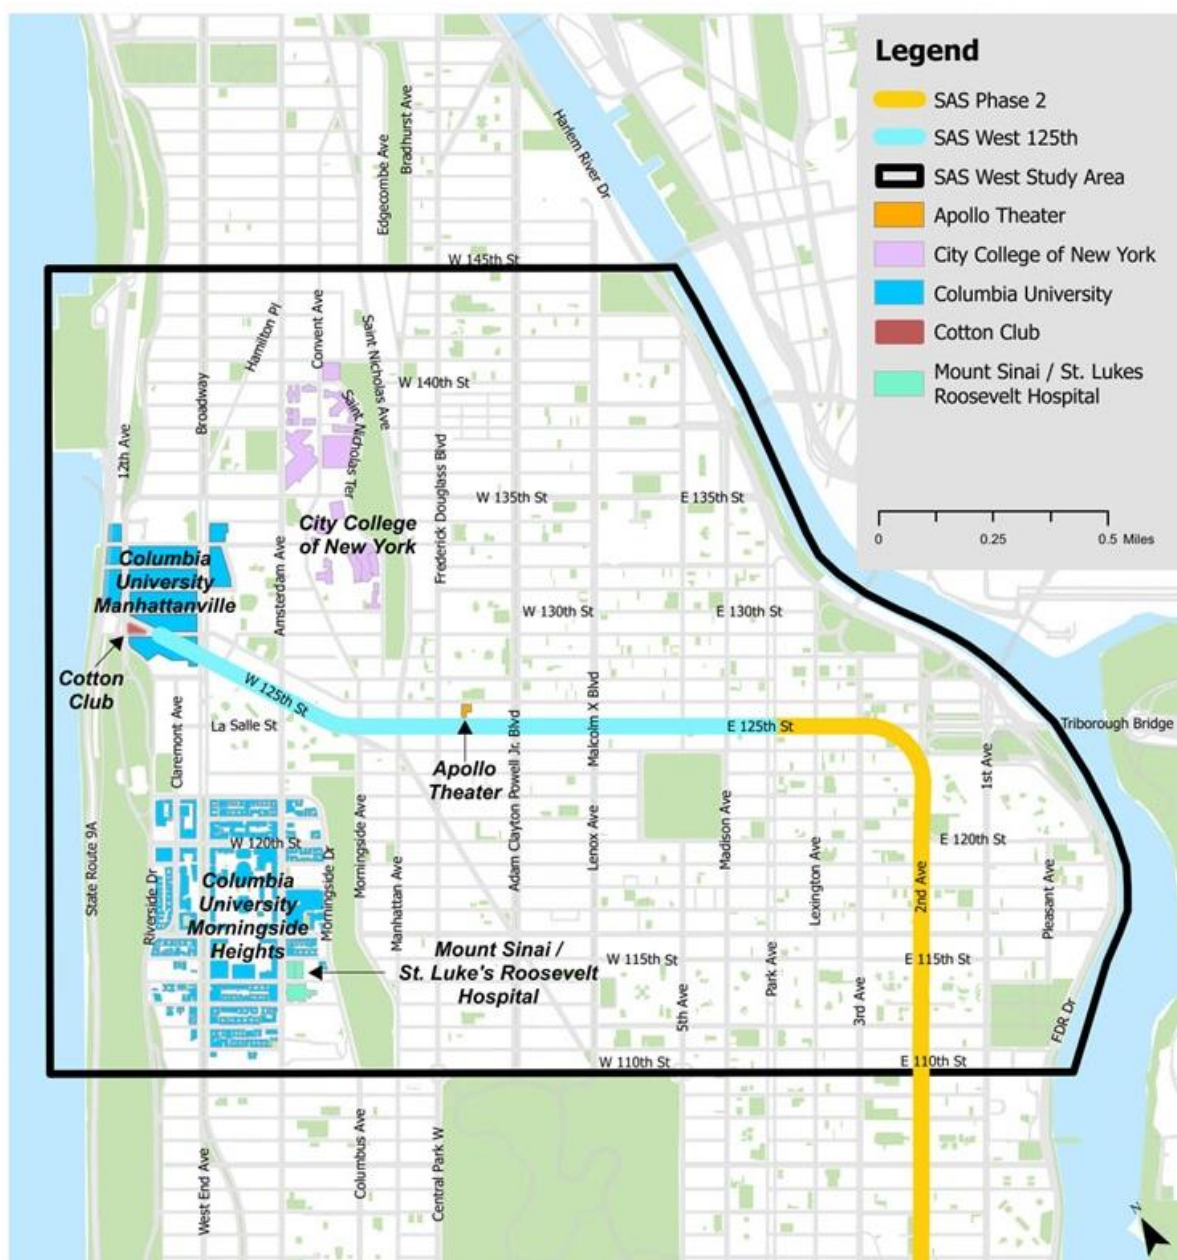 Legend
SAS Phase 2
SAS West 125th
SAS West Study Area
Apollo Theater
City College of New York
Columbia University
Cotton Club
Mount Sinai / St. Lukes
Roosevelt Hospital
0 0.25 0.5 Miles
Edgecombe Ave
Bradhurst Ave
Harlem River Dr
W 145th St
Hamilton Pl
Convent Ave
Saint Nicholas Ave
W 140th St
Broadway
Saint Nicholas Ter
12th Ave
Frederick Douglass Blvd
W 135th St
E 135th St
City College
of New York
Columbia
University
Manhattanville
Amsterdam Ave
W 130th St
E 130th St
Cotton
Club
W 125th St
Claremont Ave
La Salle St
Adam Clayton Powell Jr. Blvd
Malcolm X Blvd
E 125th St
Triborough Bridge
Apollo
Theater
1st Ave
State Route 9A
W 120th St
Morningside Dr
Morningside Ave
Manhattan Ave
Lenox Ave
Madison Ave
Lexington Ave
E 120th St
2nd Ave
Pleasant Ave
Riverside Dr
Columbia
University
Morningside
Heights
Mount Sinai /
St. Luke's Roosevelt
Hospital
W 115th St
E 115th St
5th Ave
Park Ave
3rd Ave
FDR Dr
W 110th St
E 110th St
West End Ave
Columbus Ave
Central Park W
N